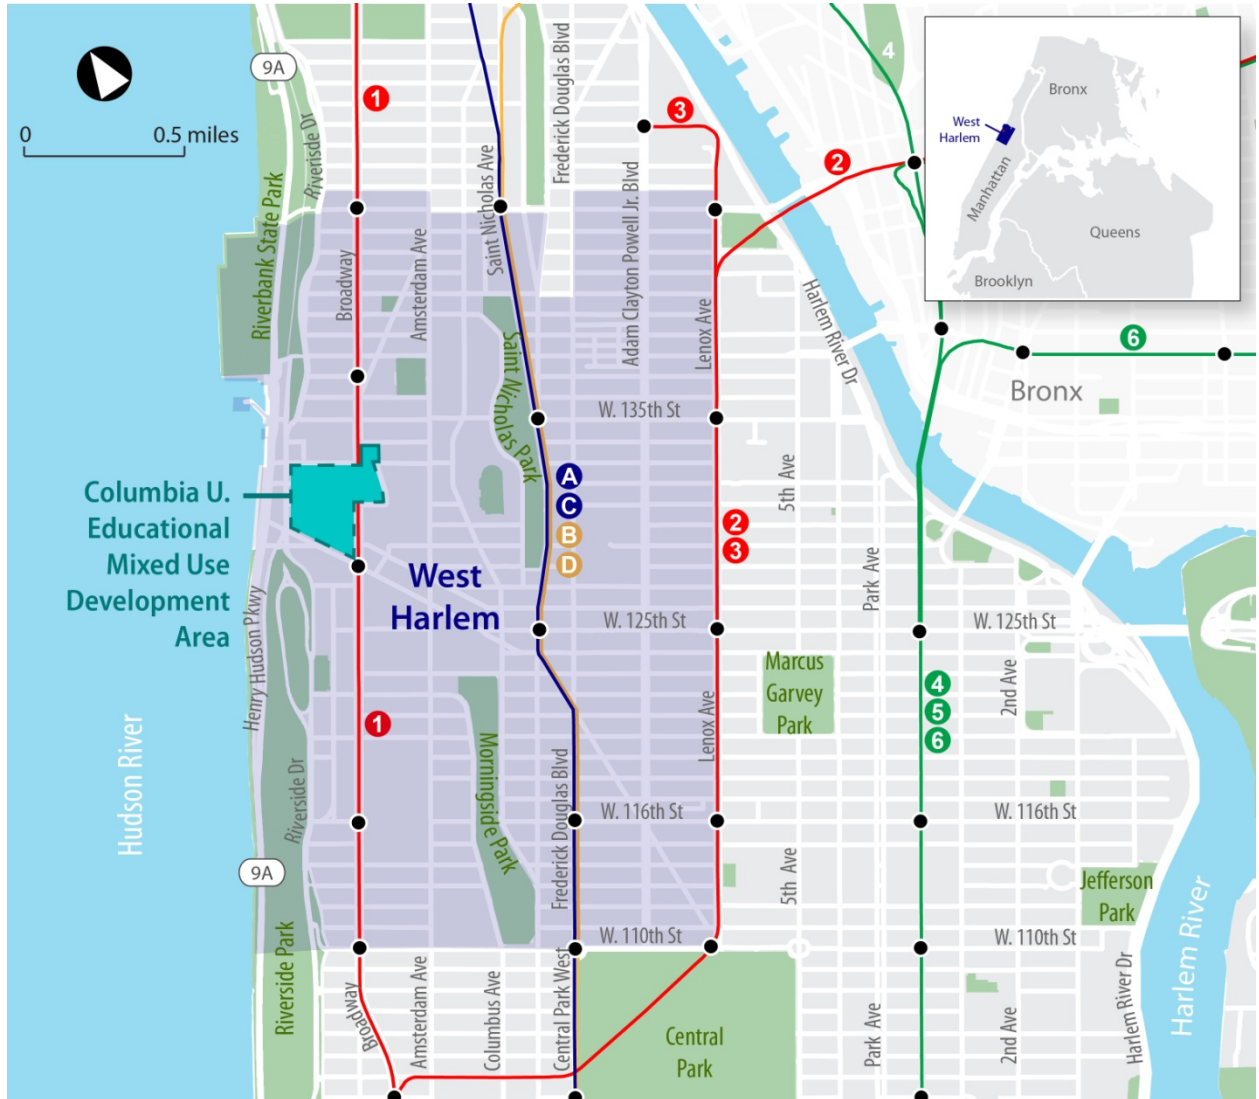 9A
1
4
3
2
Frederick Douglas Blvd
0
0.5 miles
Riverisde Dr
Saint Nicholas Ave
Adam Clayton Powell Jr. Blvd
Bronx
West
Harlem
Manhattan
Queens
Brooklyn
Riverbank State Park
Broadway
Amsterdam Ave
Saint Nicholas Park
Lenox Ave
Harlem River Dr
6
Bronx
W. 135th St
5th Ave
A
C
B
D
2
3
Columbia U.
Educational
Mixed Use
Development
Area
West
Harlem
Park Ave
W. 125th St
W. 125th St
Henry Hudson Pkwy
Marcus
Garvey
Park
2nd Ave
4
5
6
1
Lenox Ave
Hudson River
Riverside Dr
Morningside Park
Frederick Douglas Blvd
W. 116th St
W. 116th St
9A
5th Ave
Jefferson
Park
W. 110th St
W. 110th St
Riverside Park
Broadway
Amsterdam Ave
Columbus Ave
Central Park West
Central
Park
Park Ave
2nd Ave
Harlem River Dr
Harlem River